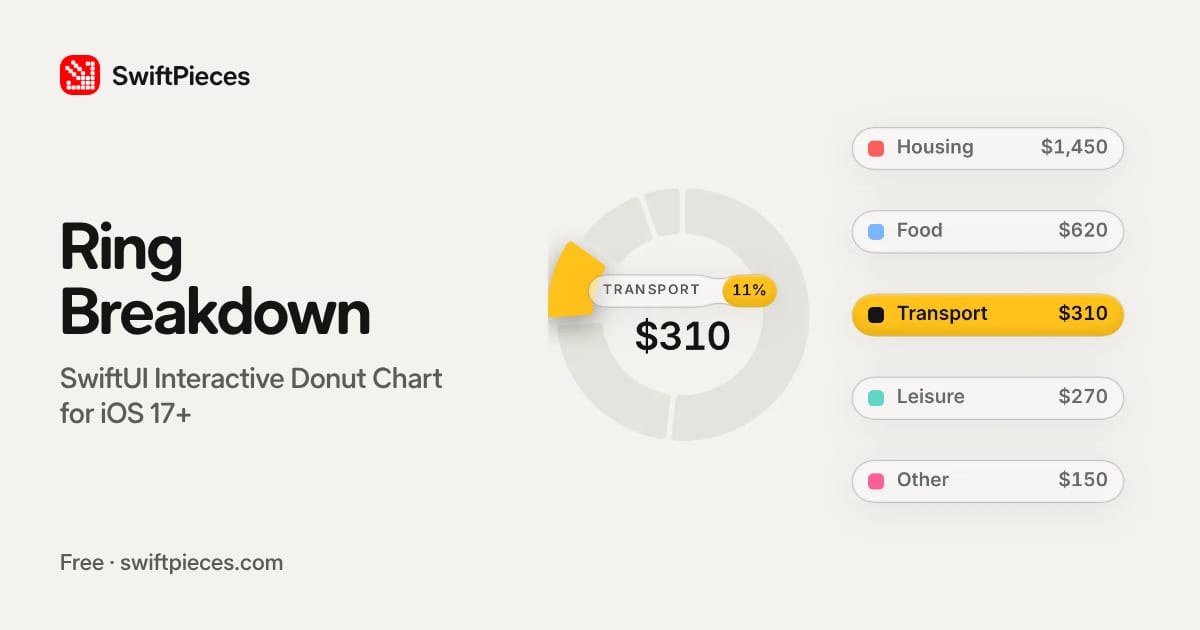 SwiftPieces
Ring
Breakdown
SwiftUI Interactive Donut Chart
for iOS 17+
Free · swiftpieces.com
TRANSPORT 11%
$310
Housing $1,450
Food $620
Transport $310
Leisure $270
Other $150